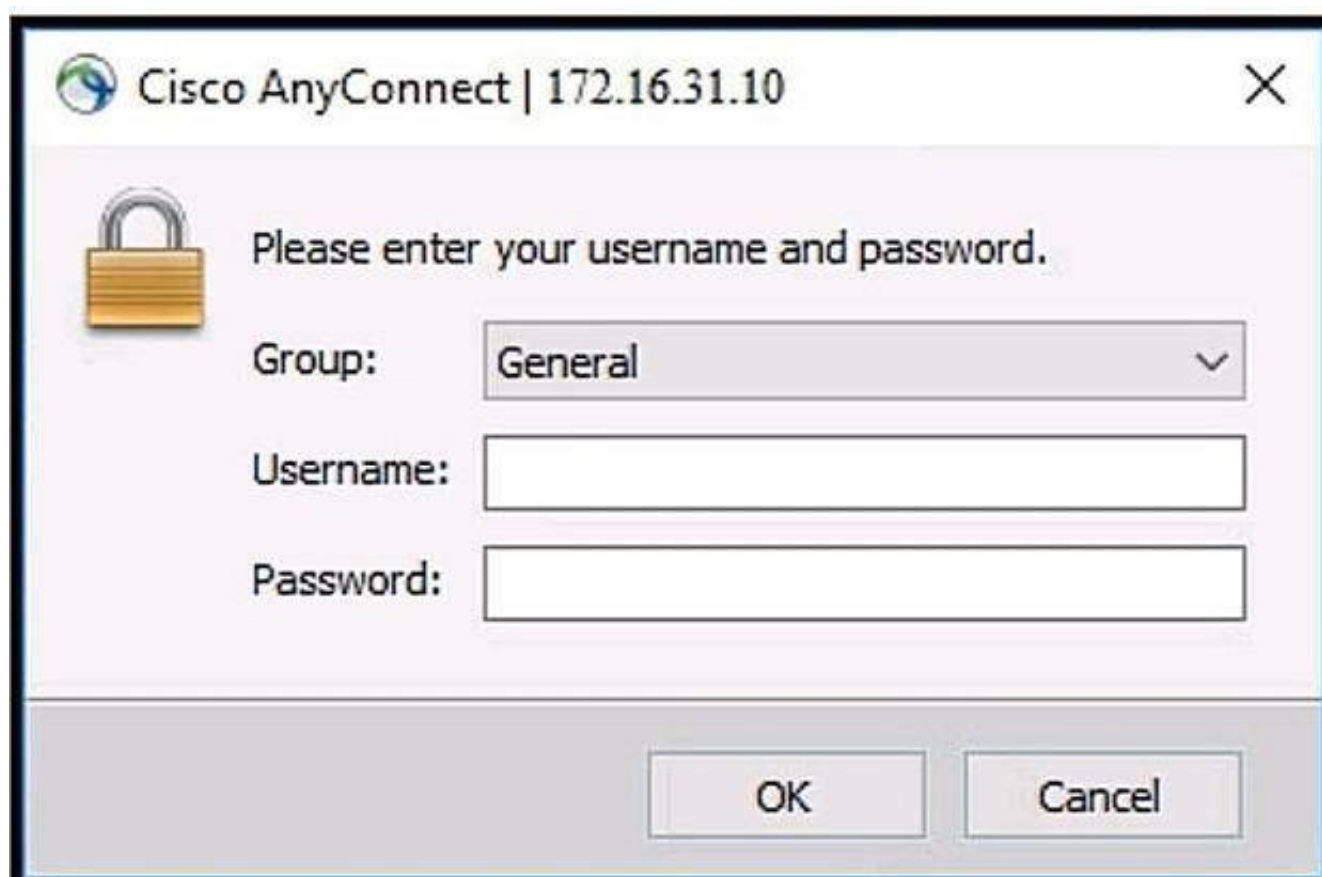 Cisco AnyConnect | 172.16.31.10
Please enter your username and password.
Group: General
Username:
Password:
OK Cancel